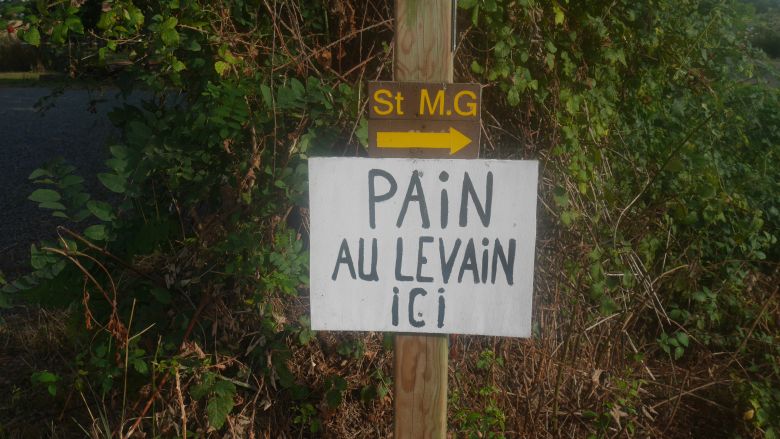 St M.G
PAiN
AU LEVAiN
iCi